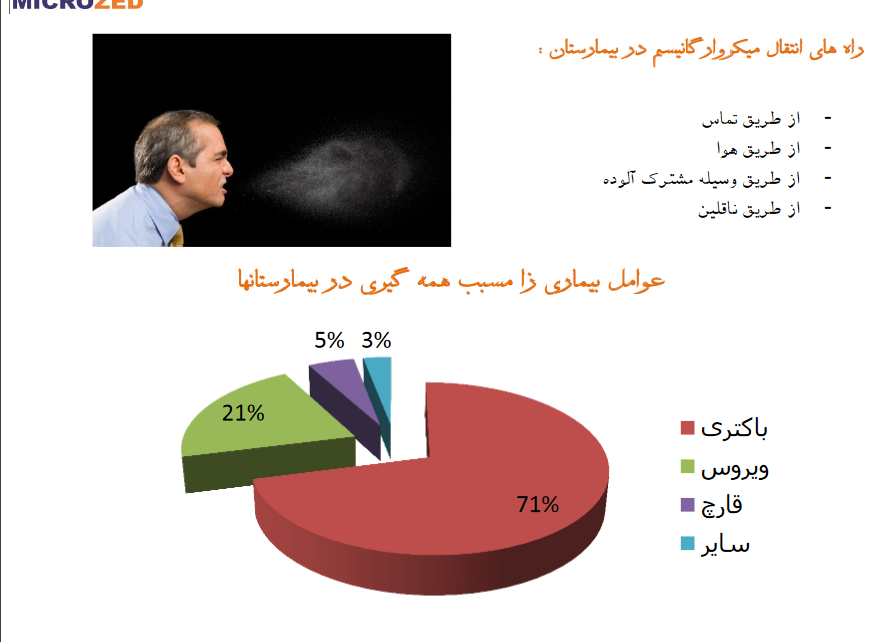 MICROZED
راه های انتقال میکروارگانیسم در بیمارستان :
- از طریق تماس
- از طریق هوا
- از طریق وسیله مشترک آلوده
- از طریق ناقلین
عوامل بیماری زا مسبب همه گیری در بیمارستانها
5% 3%
21%
71%
باکتری
ویروس
قارچ
سایر